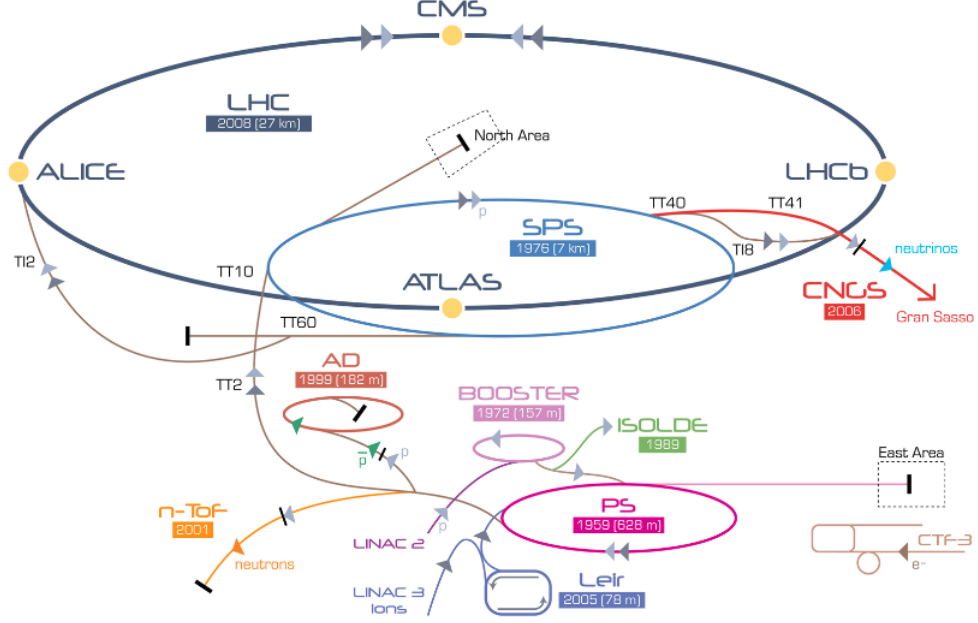 CMS
LHC
2008 (27 km)
North Area
ALICE
LHCb
TT40
TT41
p
SPS
1976 (7 km)
TI8
neutrinos
TI2
TT10
ATLAS
CNGS
2006
Gran Sasso
TT60
AD
1999 (182 m)
TT2
BOOSTER
1972 (157 m)
ISOLDE
1989
p̅
p
East Area
n-ToF
2001
PS
1959 (628 m)
p
LINAC 2
neutrons
CTF-3
e-
LINAC 3
Ions
Leir
2005 (78 m)